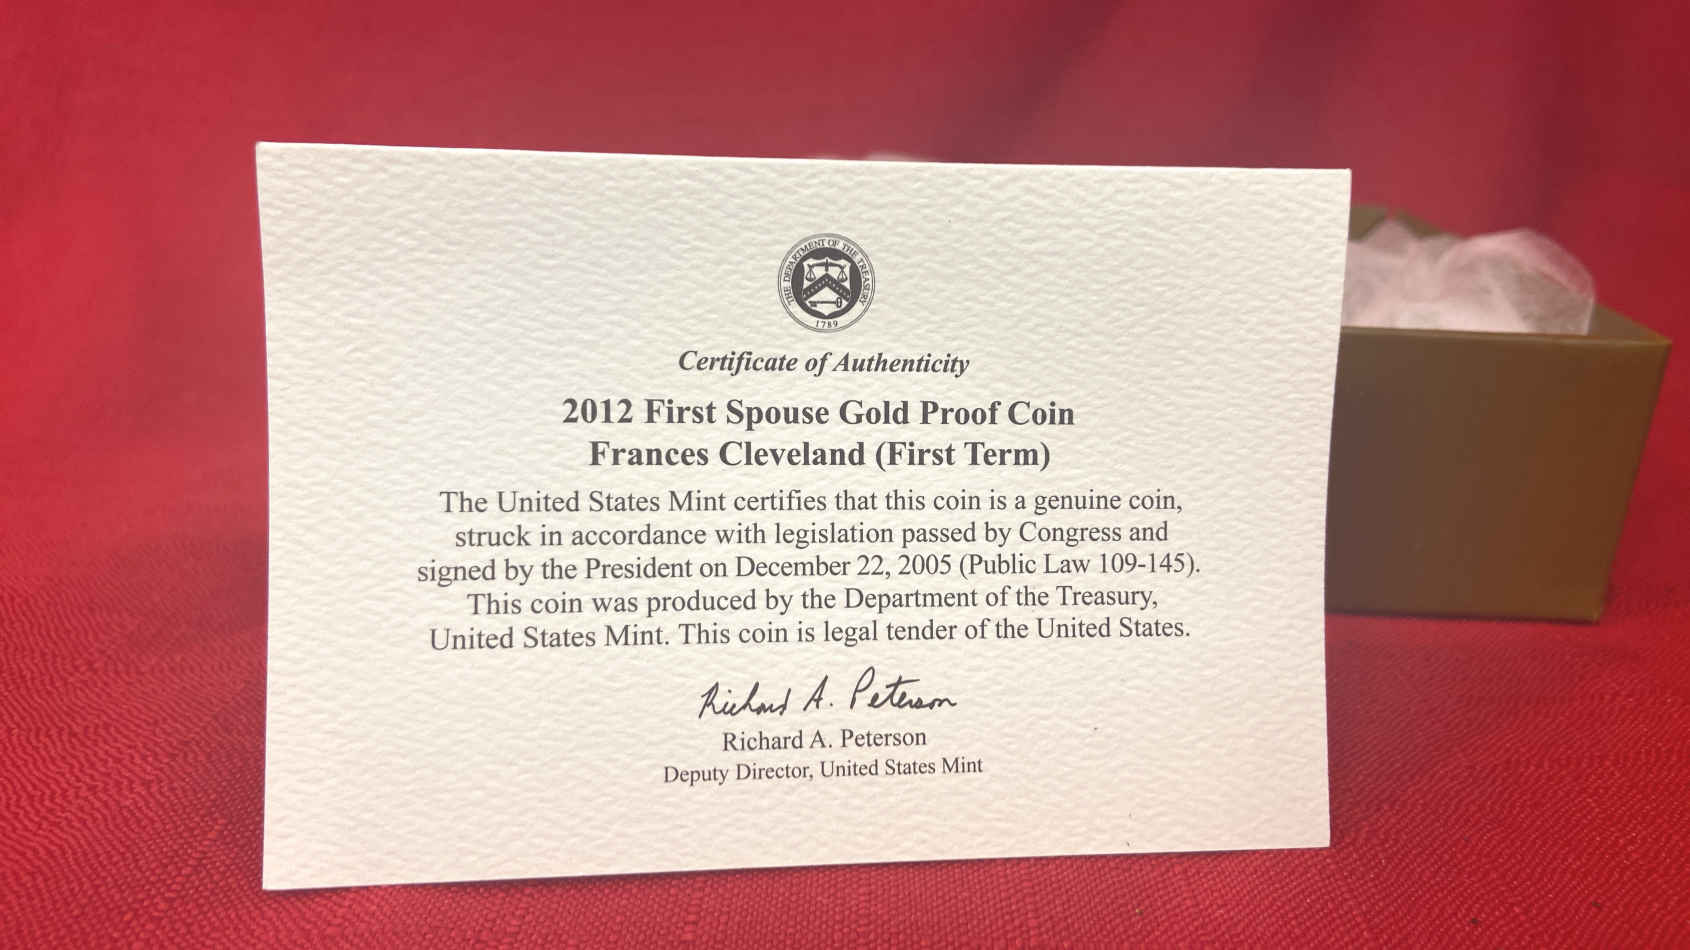 THE DEPARTMENT OF THE TREASURY
1789
Certificate of Authenticity
2012 First Spouse Gold Proof Coin
Frances Cleveland (First Term)
The United States Mint certifies that this coin is a genuine coin,
struck in accordance with legislation passed by Congress and
signed by the President on December 22, 2005 (Public Law 109-145).
This coin was produced by the Department of the Treasury,
United States Mint. This coin is legal tender of the United States.
Richard A. Peterson
Richard A. Peterson
Deputy Director, United States Mint